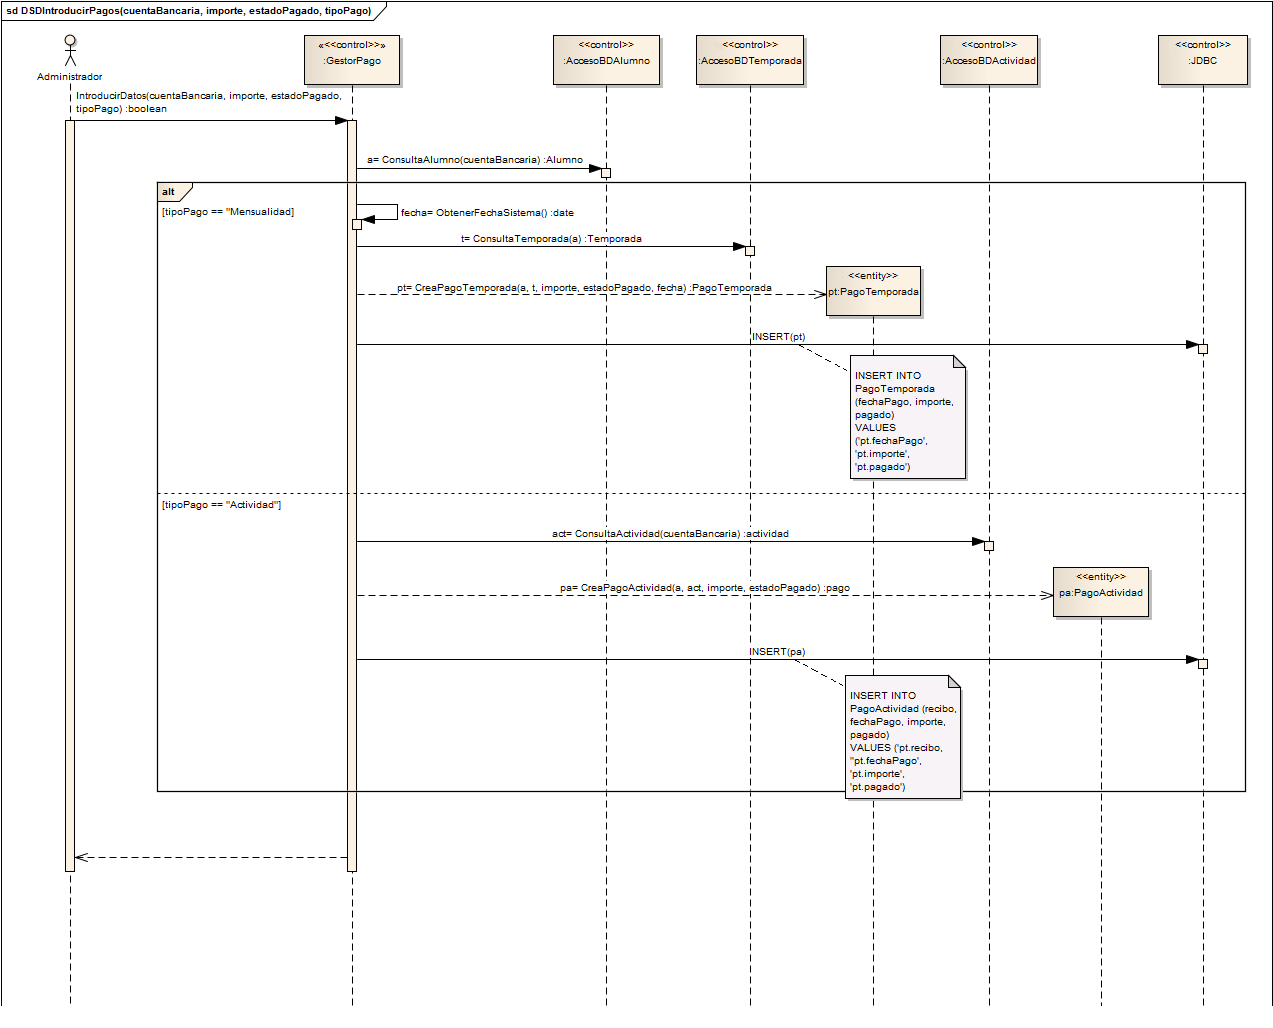 sd DSDIntroducirPagos(cuentaBancaria, importe, estadoPagado, tipoPago)
Administrador
«<<control>>»
:GestorPago
<<control>>
:AccesoBDAlumno
<<control>>
:AccesoBDTemporada
<<control>>
:AccesoBDActividad
<<control>>
:JDBC
IntroducirDatos(cuentaBancaria, importe, estadoPagado,
tipoPago) :boolean
a= ConsultaAlumno(cuentaBancaria) :Alumno
alt
[tipoPago == "Mensualidad]
fecha= ObtenerFechaSistema() :date
t= ConsultaTemporada(a) :Temporada
<<entity>>
pt:PagoTemporada
pt= CreaPagoTemporada(a, t, importe, estadoPagado, fecha) :PagoTemporada
INSERT(pt)
INSERT INTO
PagoTemporada
(fechaPago, importe,
pagado)
VALUES
('pt.fechaPago',
'pt.importe',
'pt.pagado')
[tipoPago == "Actividad"]
act= ConsultaActividad(cuentaBancaria) :actividad
<<entity>>
pa:PagoActividad
pa= CreaPagoActividad(a, act, importe, estadoPagado) :pago
INSERT(pa)
INSERT INTO
PagoActividad (recibo,
fechaPago, importe,
pagado)
VALUES ('pt.recibo,
"pt.fechaPago',
'pt.importe',
'pt.pagado')